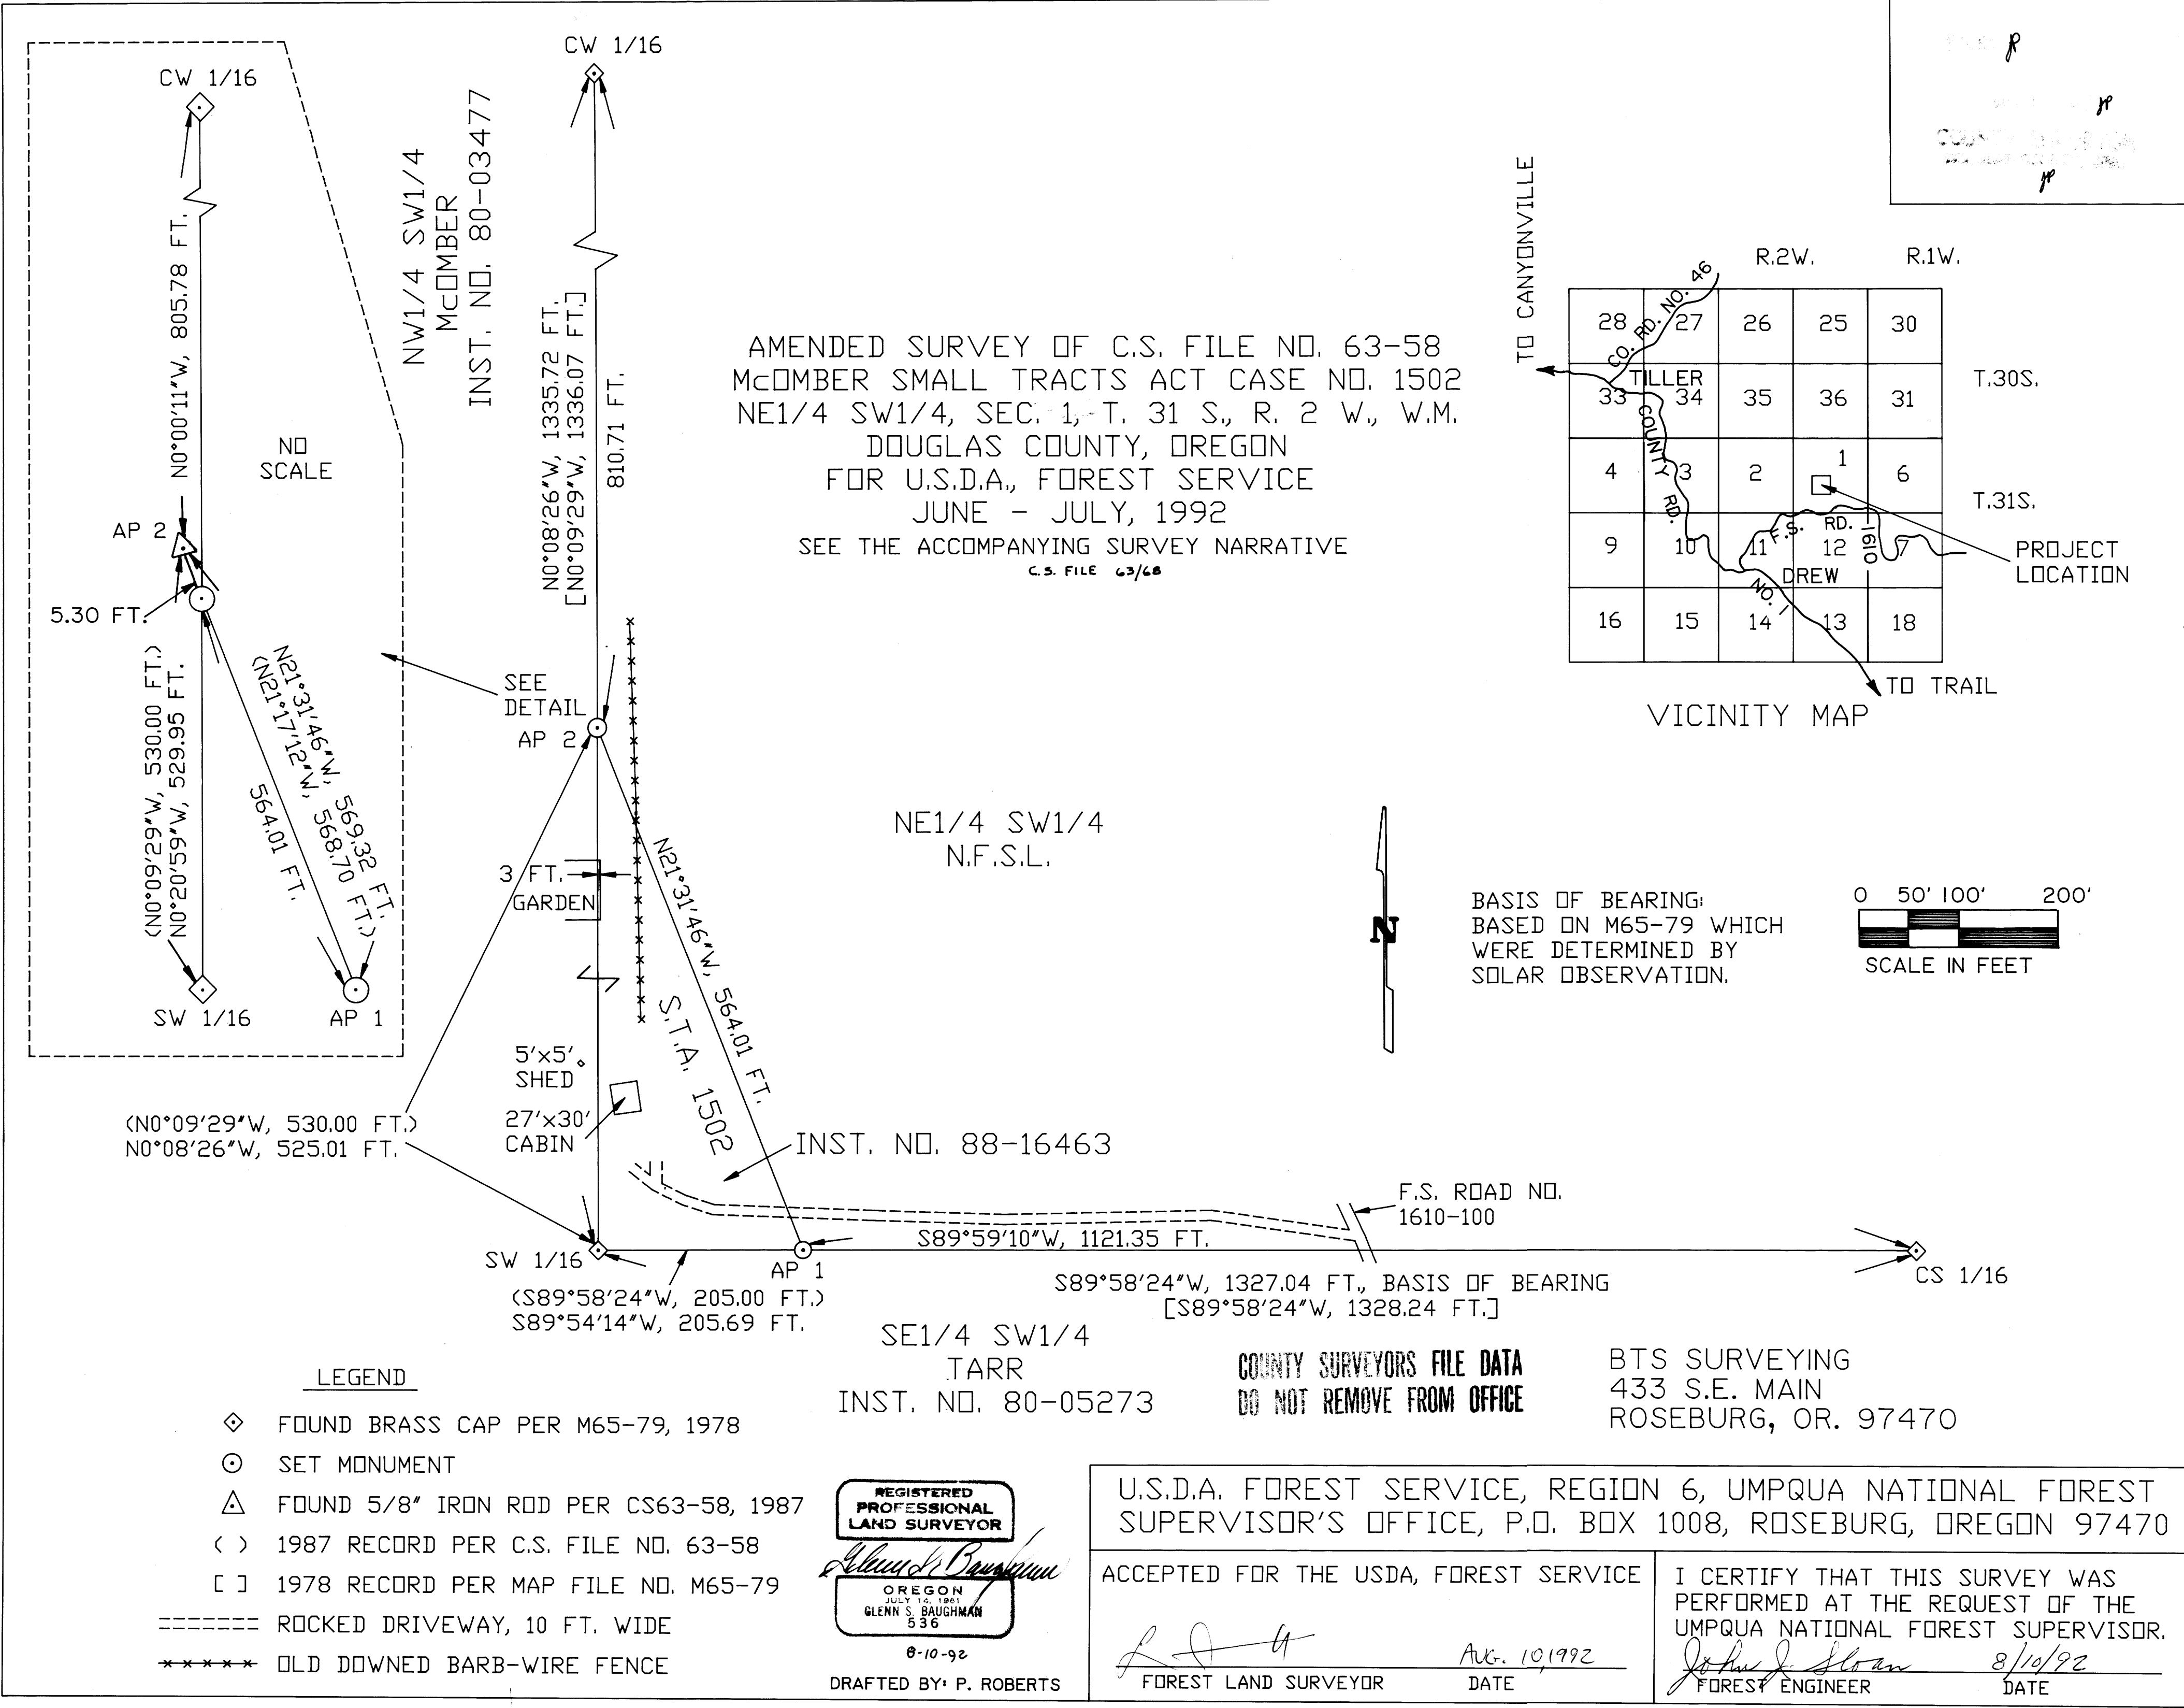 CW 1/16
N0°00'11"W, 805.78 FT.
NO
SCALE
AP 2
5.30 FT.
(N0°09'29"W, 530.00 FT.)
N0°20'59"W, 529.95 FT.
N21°31'46"W, 569.32 FT.
(N21°17'12"W, 568.70 FT.)
564.01 FT.
SW 1/16
AP 1
NW1/4 SW1/4
McOMBER
INST. NO. 80-03477
CW 1/16
N0°08'26"W, 1335.72 FT.
[N0°09'29"W, 1336.07 FT.]
810.71 FT.
SEE
DETAIL
AP 2
3 FT.
GARDEN
N21°31'46"W, 564.01 FT.
S.T.A. 1502
5'x5'
SHED
27'x30'
CABIN
(N0°09'29"W, 530.00 FT.)
N0°08'26"W, 525.01 FT.
INST. NO. 88-16463
SW 1/16
AP 1
(S89°58'24"W, 205.00 FT.)
S89°54'14"W, 205.69 FT.
S89°59'10"W, 1121.35 FT.
F.S. ROAD NO.
1610-100
S89°58'24"W, 1327.04 FT., BASIS OF BEARING
[S89°58'24"W, 1328.24 FT.]
CS 1/16
AMENDED SURVEY OF C.S. FILE NO. 63-58
McOMBER SMALL TRACTS ACT CASE NO. 1502
NE1/4 SW1/4, SEC. 1, T. 31 S., R. 2 W., W.M.
DOUGLAS COUNTY, OREGON
FOR U.S.D.A., FOREST SERVICE
JUNE - JULY, 1992
SEE THE ACCOMPANYING SURVEY NARRATIVE
C.S. FILE 63/68
NE1/4 SW1/4
N.F.S.L.
N
BASIS OF BEARING:
BASED ON M65-79 WHICH
WERE DETERMINED BY
SOLAR OBSERVATION.
0 50' 100' 200'
SCALE IN FEET
TO CANYONVILLE
R.2W. R.1W.
CO. RD. NO. 46
28 27 26 25 30
TILLER
T.30S.
33 34 35 36 31
COUNTY RD. NO. 1
4 3 2 1 6
T.31S.
F.S. RD. 1610
9 10 11 12 7
DREW
PROJECT
LOCATION
16 15 14 13 18
TO TRAIL
VICINITY MAP
SE1/4 SW1/4
TARR
INST. NO. 80-05273
COUNTY SURVEYORS FILE DATA
DO NOT REMOVE FROM OFFICE
BTS SURVEYING
433 S.E. MAIN
ROSEBURG, OR. 97470
LEGEND
FOUND BRASS CAP PER M65-79, 1978
SET MONUMENT
FOUND 5/8" IRON ROD PER CS63-58, 1987
( ) 1987 RECORD PER C.S. FILE NO. 63-58
[ ] 1978 RECORD PER MAP FILE NO. M65-79
ROCKED DRIVEWAY, 10 FT. WIDE
OLD DOWNED BARB-WIRE FENCE
REGISTERED
PROFESSIONAL
LAND SURVEYOR
Glenn S. Baughman
OREGON
JULY 14, 1961
GLENN S. BAUGHMAN
536
8-10-92
DRAFTED BY: P. ROBERTS
U.S.D.A. FOREST SERVICE, REGION 6, UMPQUA NATIONAL FOREST
SUPERVISOR'S OFFICE, P.O. BOX 1008, ROSEBURG, OREGON 97470
ACCEPTED FOR THE USDA, FOREST SERVICE
AUG. 10, 1992
FOREST LAND SURVEYOR DATE
I CERTIFY THAT THIS SURVEY WAS
PERFORMED AT THE REQUEST OF THE
UMPQUA NATIONAL FOREST SUPERVISOR.
John J. Sloan 8/10/92
FOREST ENGINEER DATE